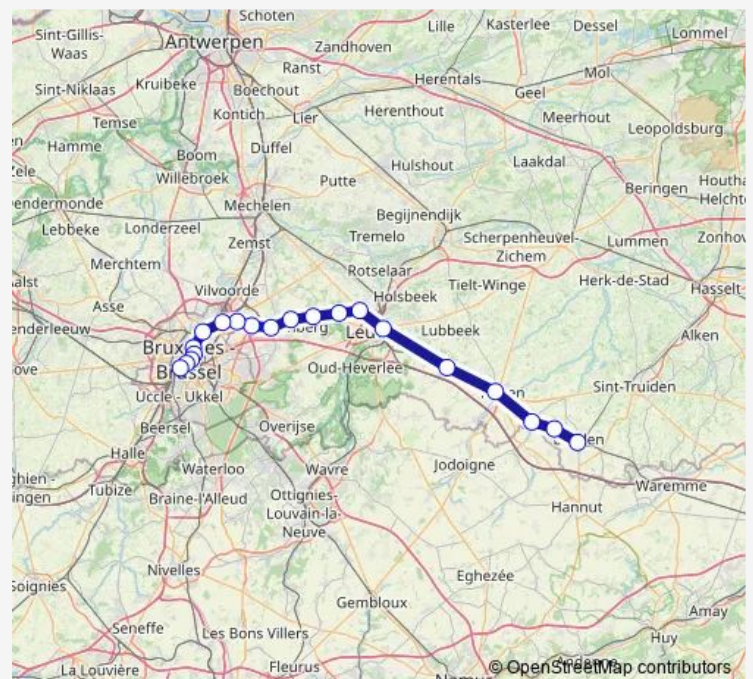 Schoten
Lille
Kasterlee
Dessel
Sint-Gillis-
Waas
Antwerpen
Zandhoven
Lommel
Ranst
Sint-Niklaas
Kruibeke
Boechout
Herentals
Mol
Geel
Temse
Kontich
Lier
Herenthout
Meerhout
Leopoldsburg
Hamme
Boom
Duffel
Hulshout
Laakdal
Willebroek
Putte
Beringen
Mechelen
Lebbeke
Londerzeel
Begijnendijk
Zemst
Tremelo
Scherpenheuvel-
Zichem
Lummen
Merchtem
Rotselaar
Tielt-Winge
Herk-de-Stad
Hasselt
Vilvoorde
Holsbeek
Asse
Lubbeek
Alken
Bruxelles -
Brussel
Oud-Heverlee
Sint-Truiden
Uccle - Ukkel
Beersel
Overijse
Halle
Waterloo
Wavre
Jodoigne
Waremme
Tubize
Braine-l'Alleud
Ottignies-
Louvain-la-
Neuve
Hannut
Nivelles
Eghezée
Gembloux
Amay
Seneffe
Les Bons Villers
Huy
La Louvière
Fleurus
© OpenStreetMap contributors